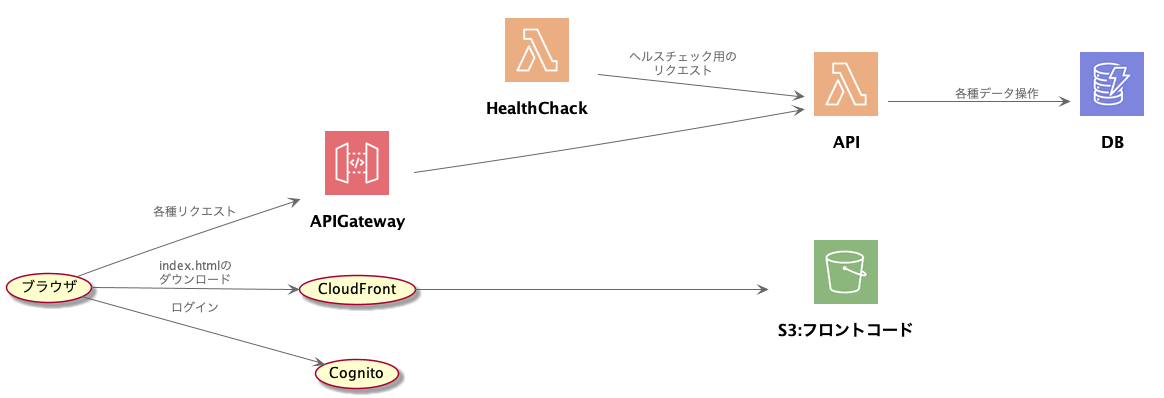 ヘルスチェック用の
リクエスト
HealthChack
各種データ操作
API
DB
各種リクエスト
APIGateway
index.htmlの
ダウンロード
ブラウザ
CloudFront
ログイン
S3:フロントコード
Cognito